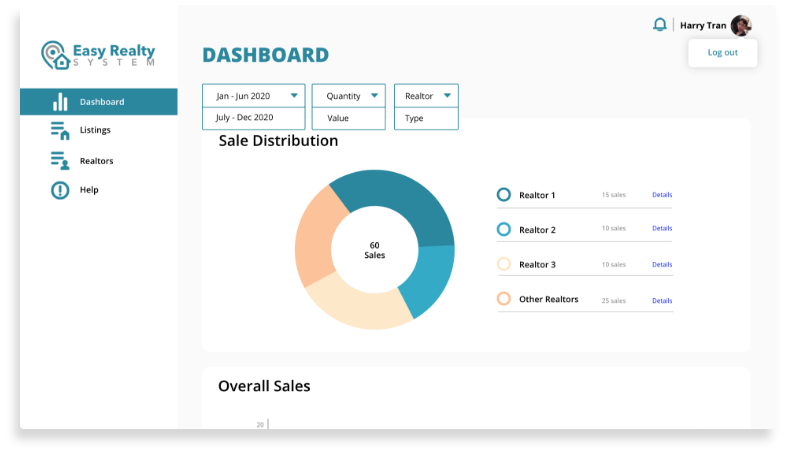 Harry Tran
Log out
Easy Realty
SYSTEM
DASHBOARD
Dashboard
Listings
Realtors
Help
Jan - Jun 2020
Quantity
Realtor
July - Dec 2020
Value
Type
Sale Distribution
60
Sales
Realtor 1 15 sales Details
Realtor 2 10 sales Details
Realtor 3 10 sales Details
Other Realtors 25 sales Details
Overall Sales
20